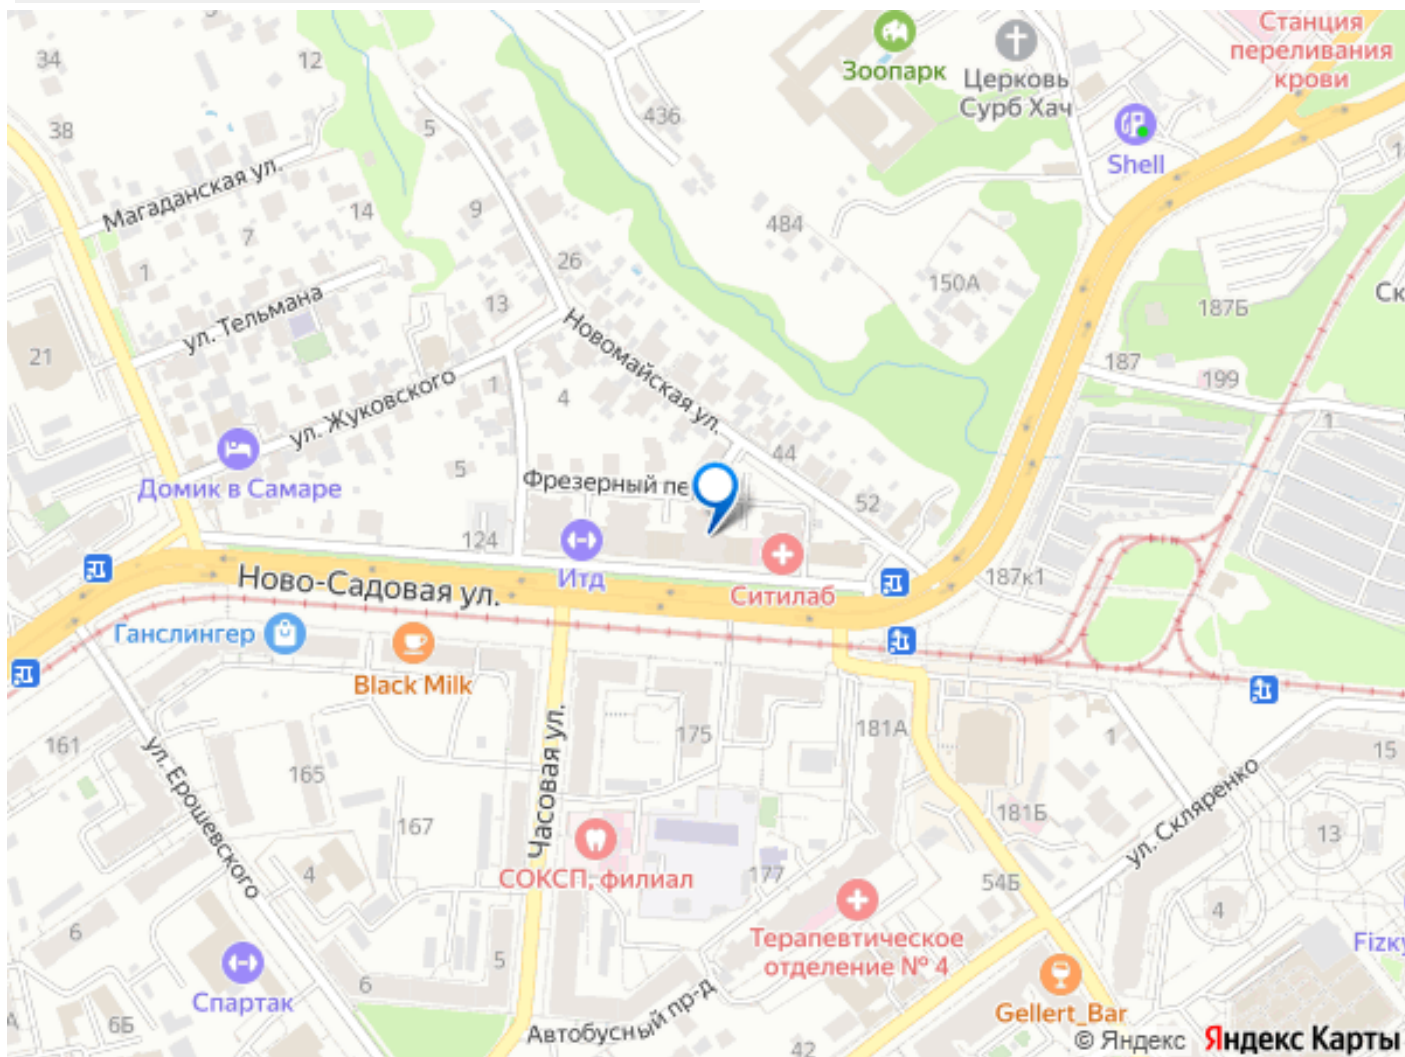 Станция
переливания
крови
34
12
Зоопарк
Церковь
Сурб Хач
Shell
38
5
436
Магаданская ул.
14
9
7
484
26
1
150А
187Б
Ск
ул. Тельмана
13
21
Новомайская ул.
187
199
1
ул. Жуковского
1
4
44
5
Фрезерный пе
Домик в Самаре
52
124
Итд
Ситилаб
187к1
Ново-Садовая ул.
Ганслингер
Black Milk
161
ул. Ерошевского
165
Часовая ул.
175
181А
1
15
167
181Б
ул. Скляренко
13
4
СОКСП, филиал
177
54Б
4
6
Терапевтическое
отделение № 4
Fizку
5
6
Спартак
6Б
Автобусный пр-д
42
Gellert_Bar
© Яндекс Яндекс Карты